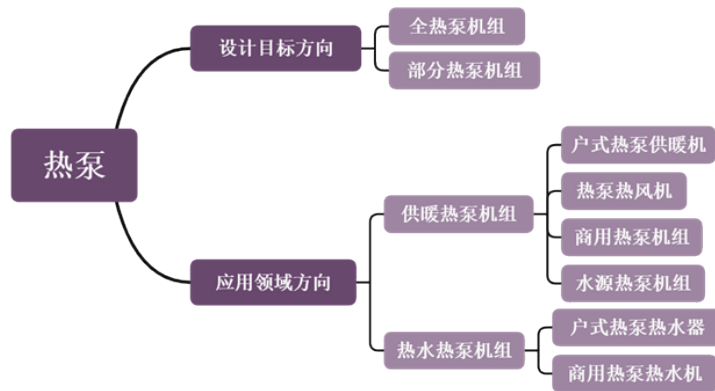 热泵
设计目标方向
全热泵机组
部分热泵机组
应用领域方向
供暖热泵机组
户式热泵供暖机
热泵热风机
商用热泵机组
水源热泵机组
热水热泵机组
户式热泵热水器
商用热泵热水机